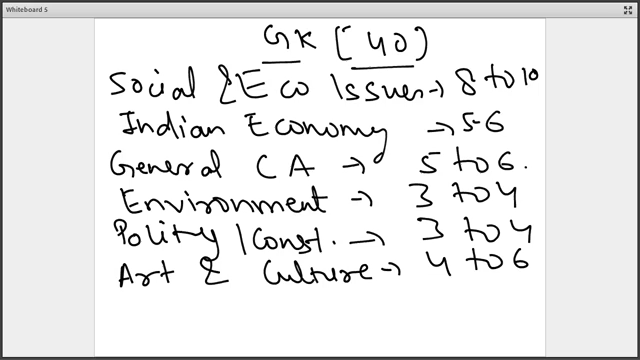 Whiteboard 5
GK [40)
Social & Eco Issues → 8 to 10
Indian Economy → 5-6
General CA → 5 to 6.
Environment → 3 to 4
Polity / Const. → 3 to 4
Art & Culture → 4 to 6